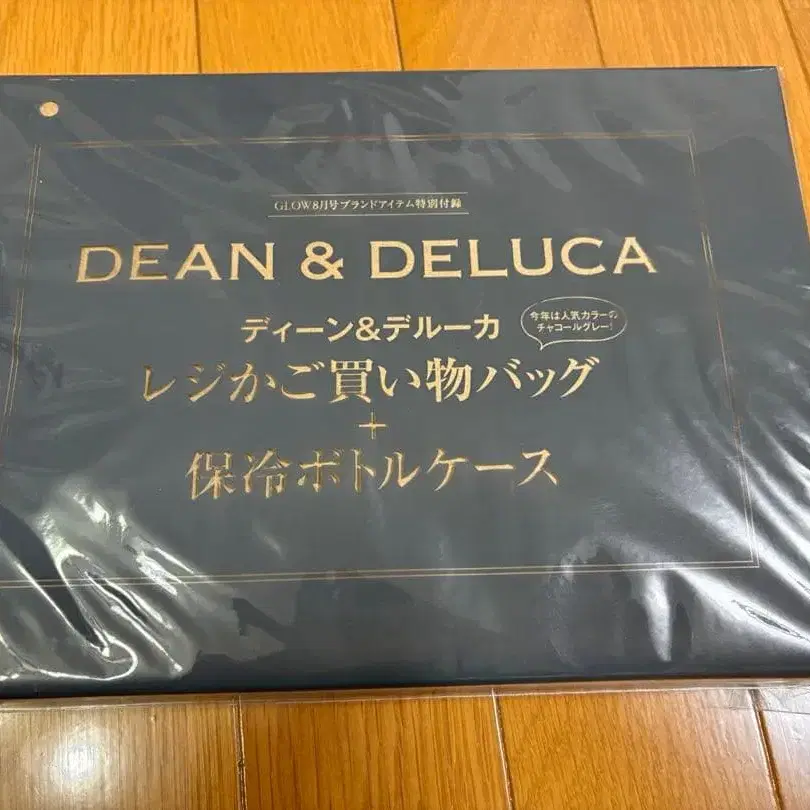 GLOW8月号ブランドアイテム特別付録
DEAN & DELUCA
ディーン&デルーカ
今年は人気カラーの
チャコールグレー!
レジかご買い物バッグ
+
保冷ボトルケース